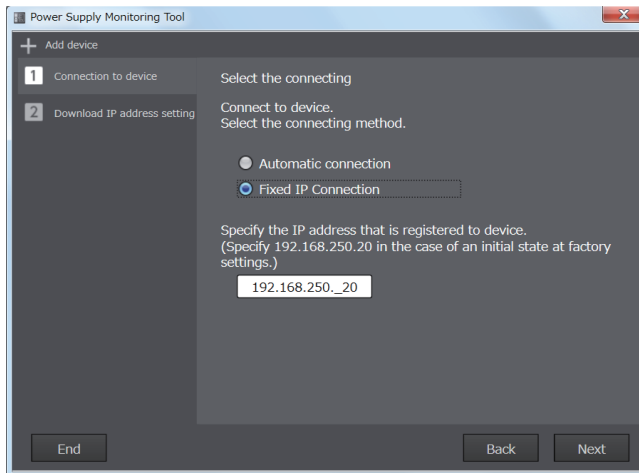 Power Supply Monitoring Tool
X
Add device
1 Connection to device
2 Download IP address setting
Select the connecting
Connect to device.
Select the connecting method.
Automatic connection
Fixed IP Connection
Specify the IP address that is registered to device.
(Specify 192.168.250.20 in the case of an initial state at factory
settings.)
192.168.250._20
End
Back
Next